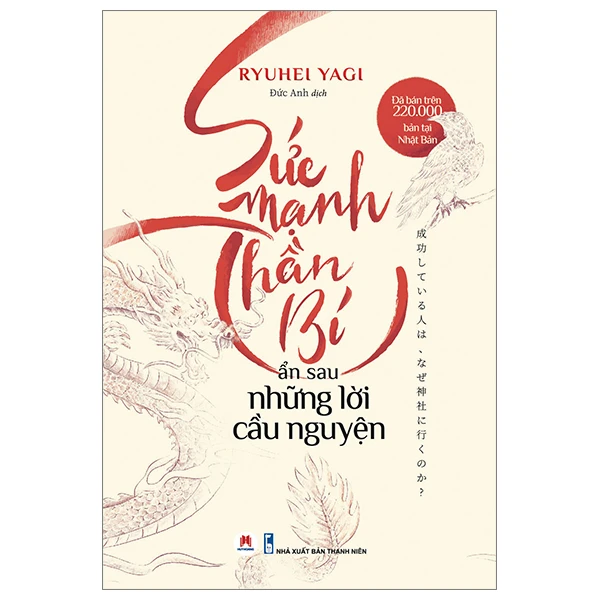 RYUHEI YAGI
Đức Anh dịch
Đã bán trên
220.000
bản tại
Nhật Bản
Sức
mạnh
Thần
Bí
ẩn sau
những lời
cầu nguyện
成功している人は、なぜ神社に行くのか?
HUYHOANG
NHÀ XUẤT BẢN THANH NIÊN